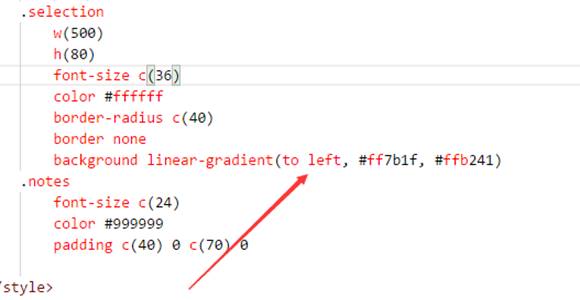 .selection
w(500)
h(80)
font-size c(36)
color #ffffff
border-radius c(40)
border none
background linear-gradient(to left, #ff7b1f, #ffb241)
.notes
font-size c(24)
color #999999
padding c(40) 0 c(70) 0
/style>